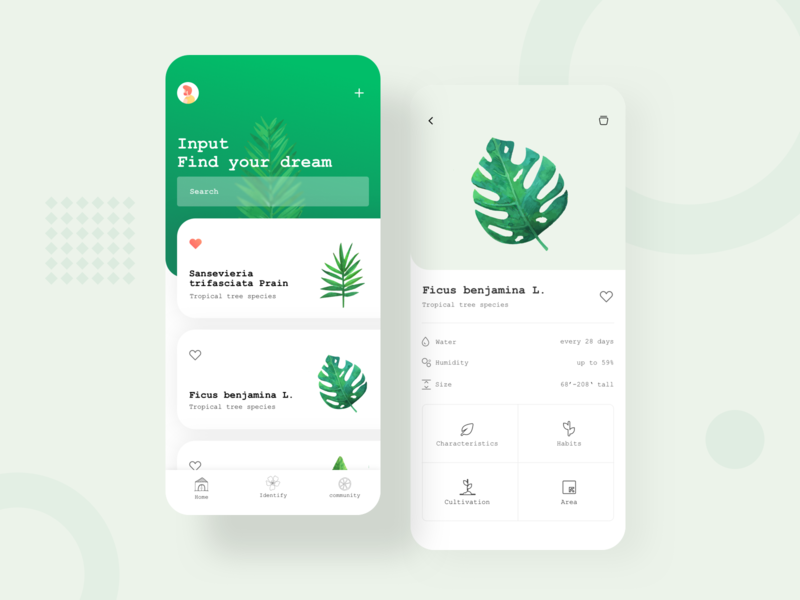 Input
Find your dream
Search
Sansevieria
trifasciata Prain
Tropical tree species
Ficus benjamina L.
Tropical tree species
Home
Identify
community
Ficus benjamina L.
Tropical tree species
Water every 28 days
Humidity up to 59%
Size 60"-208" tall
Characteristics
Habits
Cultivation
Area